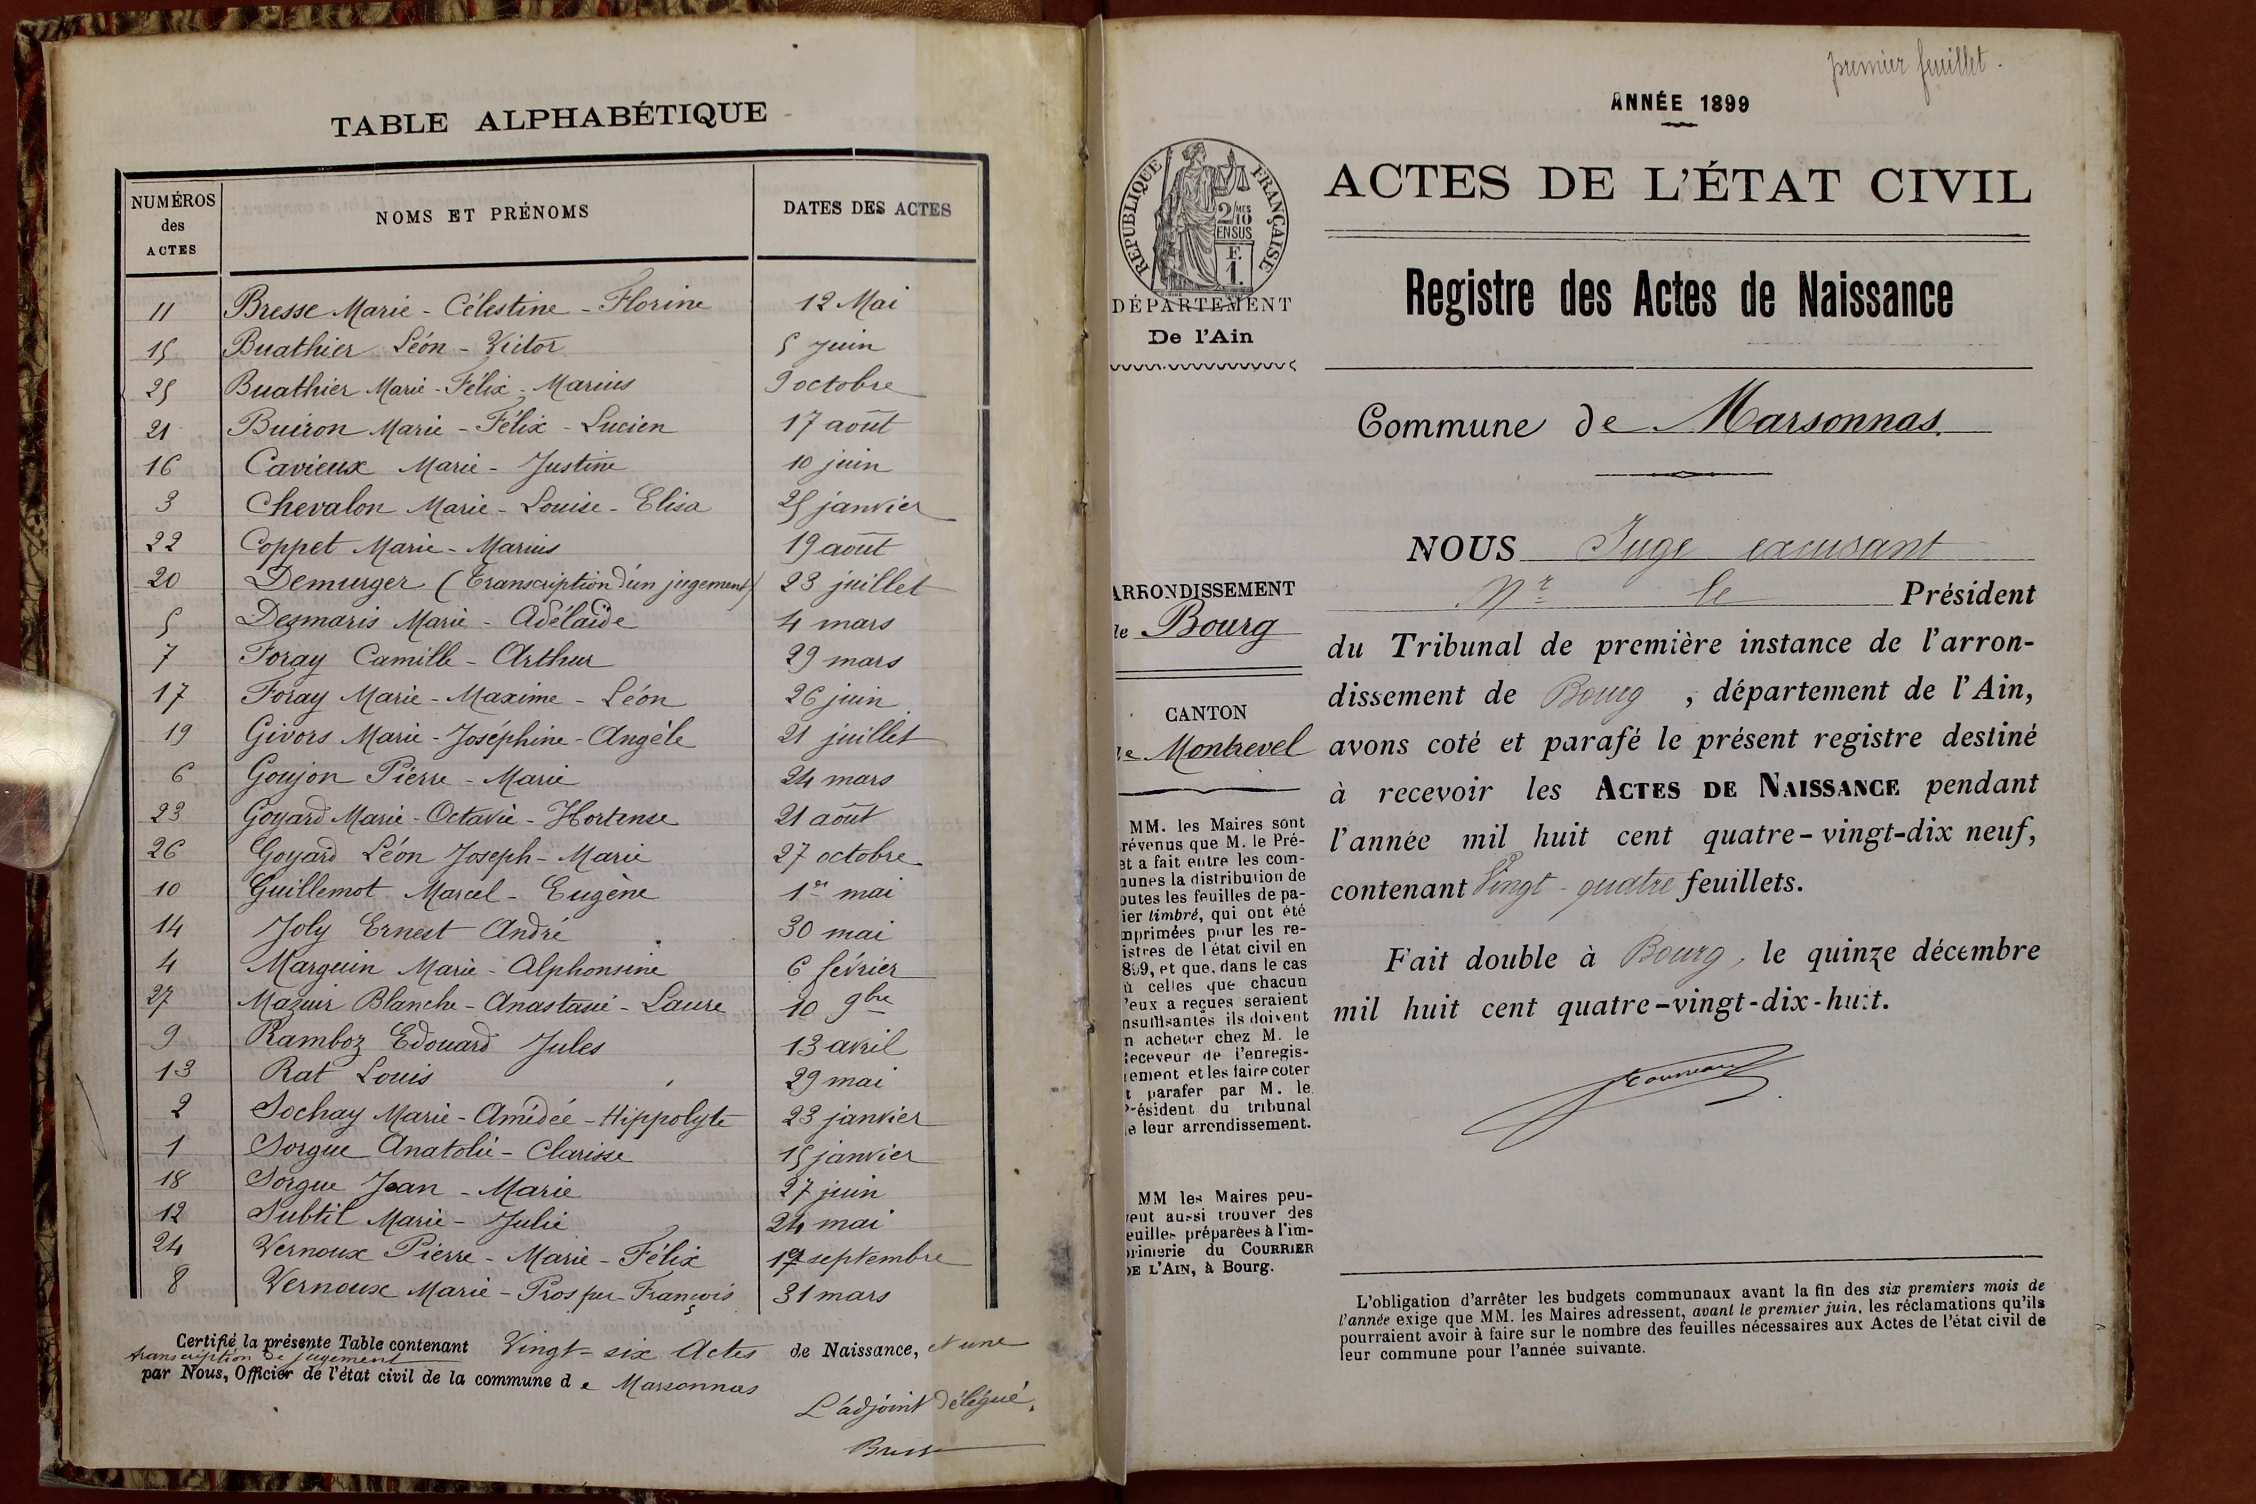 TABLE ALPHABÉTIQUE
NUMÉROS des ACTES NOMS ET PRÉNOMS DATES DES ACTES
11 Bresse Marie - Célestine - Florine 12 Mai
15 Buathier Léon - Victor 5 juin
25 Buathier Marie - Félix - Marius 9 octobre
21 Buiron Marie - Félix - Lucien 17 août
16 Cavieux Marie - Justine 10 juin
3 Chevalon Marie - Louise - Elisa 25 janvier
22 Coppet Marie - Marius 19 août
20 Demurger (Transcription d'un jugement) 23 juillet
5 Desmaris Marie - Adélaïde 4 mars
7 Foray Camille - Arthur 29 mars
17 Foray Marie - Maxime - Léon 26 juin
19 Givors Marie - Joséphine - Angèle 21 juillet
6 Goujon Pierre - Marie 24 mars
23 Goyard Marie - Octavie - Hortense 21 août
26 Goyard Léon Joseph - Marie 27 octobre
10 Guillemot Marcel - Eugène 1er mai
14 Joly Ernest André 30 mai
4 Marguin Marie - Alphonsine 6 février
27 Mazuir Blanche - Anastasie - Laure 10 9bre
9 Ramboz Edouard Jules 13 avril
13 Rat Louis 29 mai
2 Sochay Marie - Amédée - Hippolyte 23 janvier
1 Sorgue Anatolie - Clarisse 15 janvier
18 Sorgue Jean - Marie 27 juin
12 Subtil Marie - Julie 24 mai
24 Vernoux Pierre - Marie - Félix septembre
8 Vernoux Marie - Prosper François 31 mars
Certifié la présente Table contenant Vingt-six Actes de Naissance, et une
transcription de jugement
par Nous, Officier de l'état civil de la commune de Marsonnas
L'adjoint délégué.
premier feuillet.
ANNÉE 1899
RÉPUBLIQUE FRANÇAISE
2/10 MES
EN SUS
F.
1.
ACTES DE L'ÉTAT CIVIL
Registre des Actes de Naissance
DÉPARTEMENT
De l'Ain
Commune de Marsonnas.
NOUS Juge excusant
Mr le Président
du Tribunal de première instance de l'arron-
dissement de Bourg, département de l'Ain,
avons coté et parafé le présent registre destiné
à recevoir les ACTES DE NAISSANCE pendant
l'année mil huit cent quatre-vingt-dix neuf,
contenant Vingt-quatre feuillets.
Fait double à Bourg, le quinze décembre
mil huit cent quatre-vingt-dix-huit.
ARRONDISSEMENT
de Bourg
CANTON
de Montrevel
MM. les Maires sont
révenus que M. le Pré-
et a fait entre les com-
munes la distribution de
outes les feuilles de pa-
ier timbré, qui ont été
mprimées pour les re-
istres de l'état civil en
899, et que, dans le cas
ù celles que chacun
'eux a reçues seraient
nsuffisantes ils doivent
n acheter chez M. le
Receveur de l'enregis-
rement et les faire coter
t parafer par M. le
Président du tribunal
e leur arrondissement.
MM les Maires peu-
vent aussi trouver des
euilles préparées à l'im-
primerie du COURRIER
DE L'AIN, à Bourg.
L'obligation d'arrêter les budgets communaux avant la fin des six premiers mois de
l'année exige que MM. les Maires adressent, avant le premier juin, les réclamations qu'ils
pourraient avoir à faire sur le nombre des feuilles nécessaires aux Actes de l'état civil de
leur commune pour l'année suivante.